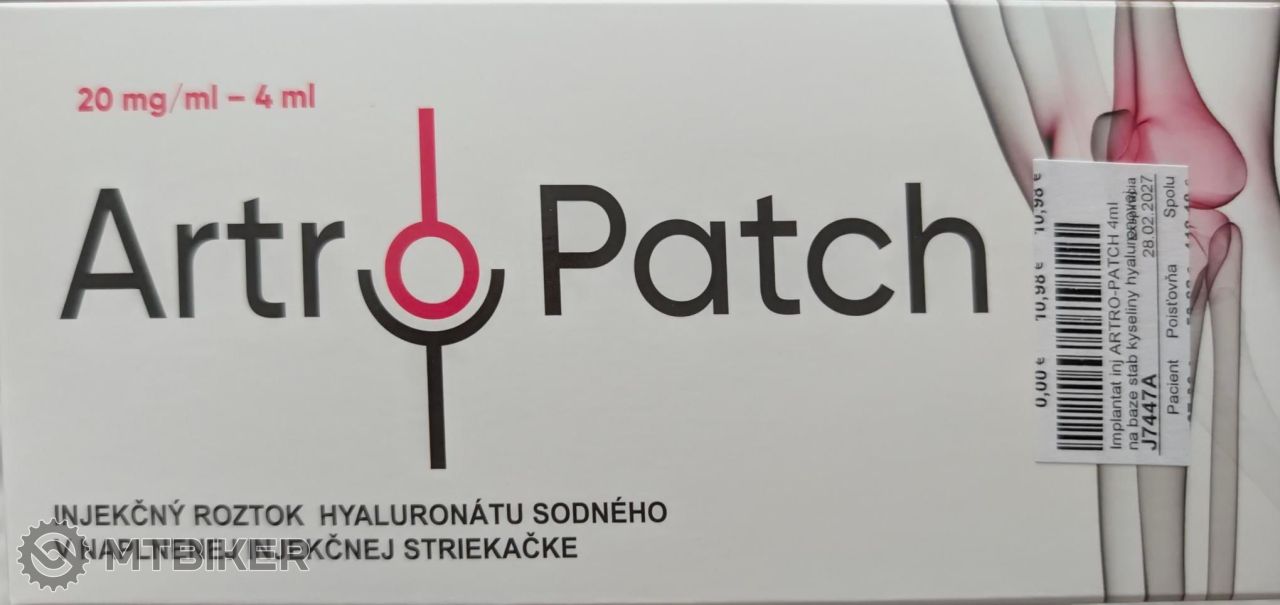 20 mg/ml – 4 ml
Artro Patch
INJEKČNÝ ROZTOK HYALURONÁTU SODNÉHO
V NAPLNENEJ INJEKČNEJ STRIEKAČKE
MTBIKER
0,00 € 10,98 € 10,98 €
Implantat inj ARTRO-PATCH 4ml
na baze stab kyseliny hyaluronovej
J7447A 28.02.2027
Pacient Poisťovňa Spolu